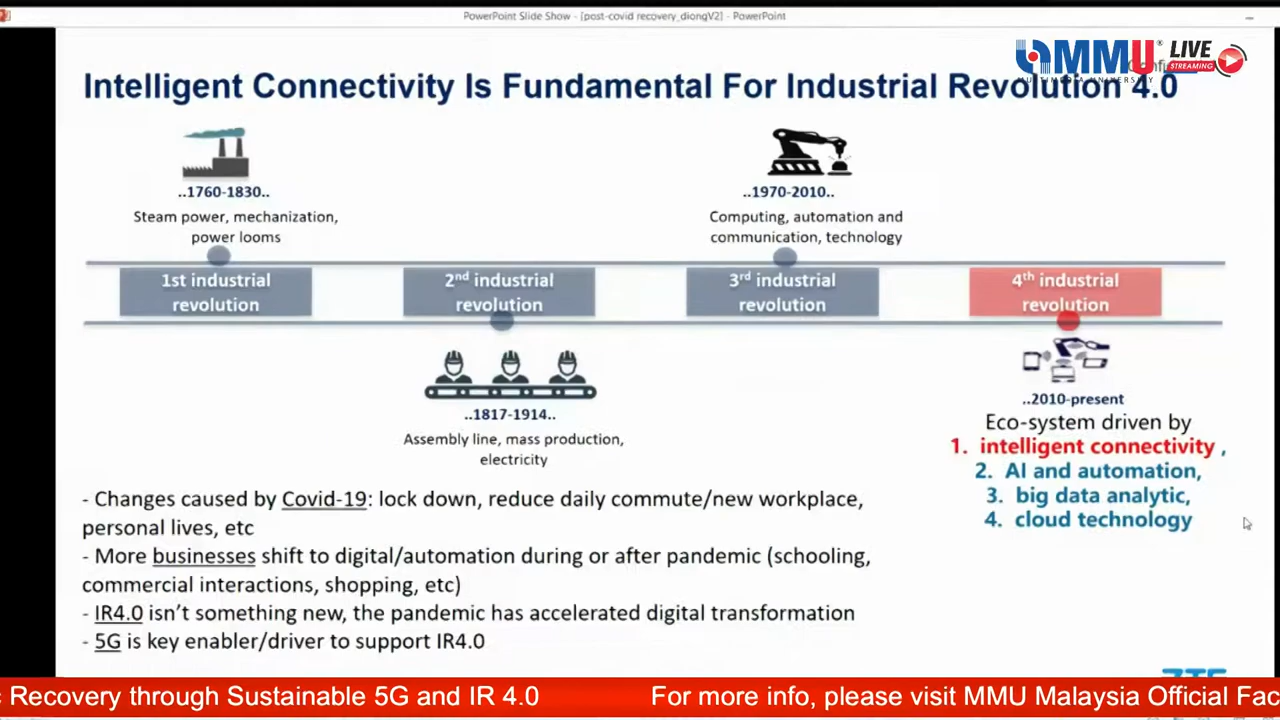 PowerPoint Slide Show - [post-covid recovery_diongV2] - PowerPoint
MMU® LIVE
STREAMING
MULTIMEDIA UNIVERSITY
Intelligent Connectivity Is Fundamental For Industrial Revolution 4.0
..1760-1830..
Steam power, mechanization,
power looms
..1970-2010..
Computing, automation and
communication, technology
1st industrial
revolution
2nd industrial
revolution
3rd industrial
revolution
4th industrial
revolution
..1817-1914..
Assembly line, mass production,
electricity
..2010-present
Eco-system driven by
1. intelligent connectivity ,
2. AI and automation,
3. big data analytic,
4. cloud technology
- Changes caused by Covid-19: lock down, reduce daily commute/new workplace,
personal lives, etc
- More businesses shift to digital/automation during or after pandemic (schooling,
commercial interactions, shopping, etc)
- IR4.0 isn't something new, the pandemic has accelerated digital transformation
- 5G is key enabler/driver to support IR4.0
Recovery through Sustainable 5G and IR 4.0 For more info, please visit MMU Malaysia Official Fac